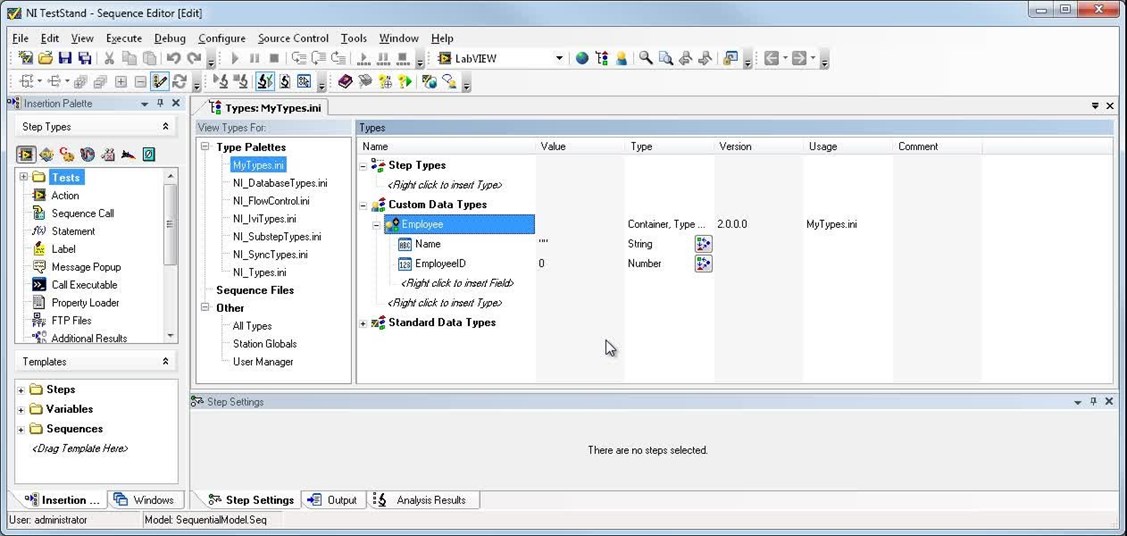 NI TestStand - Sequence Editor [Edit]
File Edit View Execute Debug Configure Source Control Tools Window Help
LabVIEW
Insertion Palette
Step Types
Tests
Action
Sequence Call
Statement
Label
Message Popup
Call Executable
Property Loader
FTP Files
Additional Results
Templates
Steps
Variables
Sequences
<Drag Template Here>
Insertion ... Windows
Types: MyTypes.ini
View Types For:
Type Palettes
MyTypes.ini
NI_DatabaseTypes.ini
NI_FlowControl.ini
NI_IviTypes.ini
NI_SubstepTypes.ini
NI_SyncTypes.ini
NI_Types.ini
Sequence Files
Other
All Types
Station Globals
User Manager
Types
Name Value Type Version Usage Comment
Step Types
<Right click to insert Type>
Custom Data Types
Employee Container, Type ... 2.0.0.0 MyTypes.ini
Name "" String
EmployeeID 0 Number
<Right click to insert Field>
<Right click to insert Type>
Standard Data Types
Step Settings
There are no steps selected.
Step Settings Output Analysis Results
User: administrator Model: SequentialModel.Seq